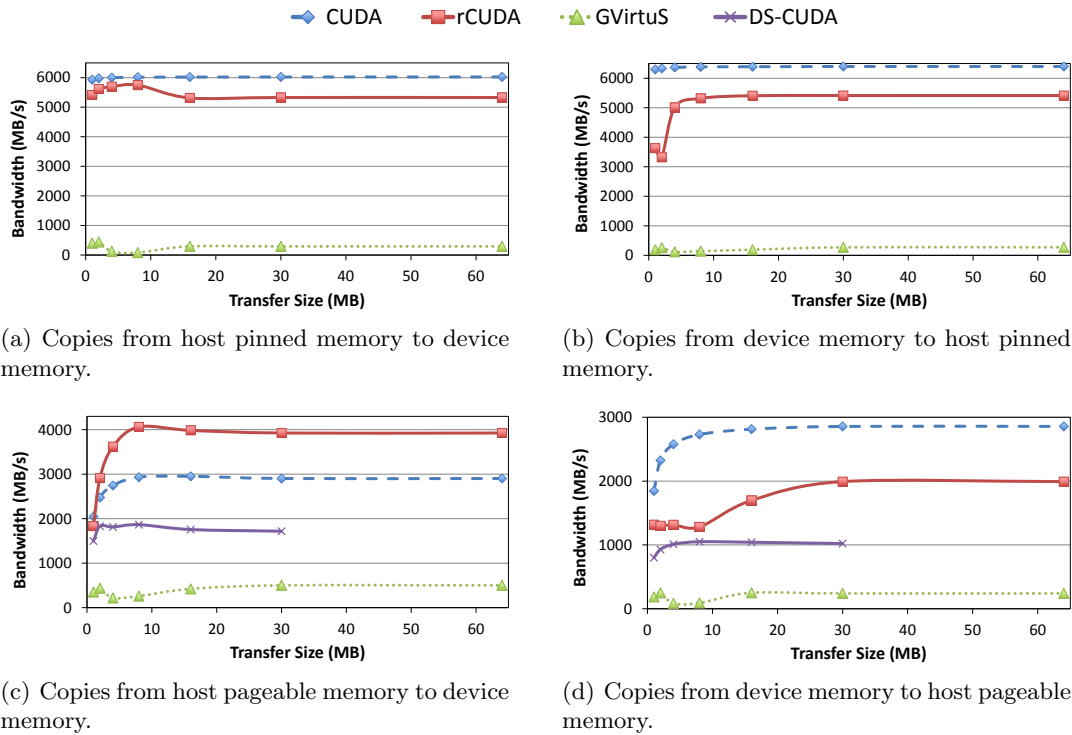 CUDA rCUDA GVirtuS DS-CUDA
6000
5000
4000
3000
2000
1000
0
Bandwidth (MB/s)
0 10 20 30 40 50 60
Transfer Size (MB)
(a) Copies from host pinned memory to device
memory.
7000
6000
5000
4000
3000
2000
1000
0
Bandwidth (MB/s)
0 10 20 30 40 50 60
Transfer Size (MB)
(b) Copies from device memory to host pinned
memory.
4000
3000
2000
1000
0
Bandwidth (MB/s)
0 10 20 30 40 50 60
Transfer Size (MB)
(c) Copies from host pageable memory to device
memory.
3000
2000
1000
0
Bandwidth (MB/s)
0 10 20 30 40 50 60
Transfer Size (MB)
(d) Copies from device memory to host pageable
memory.